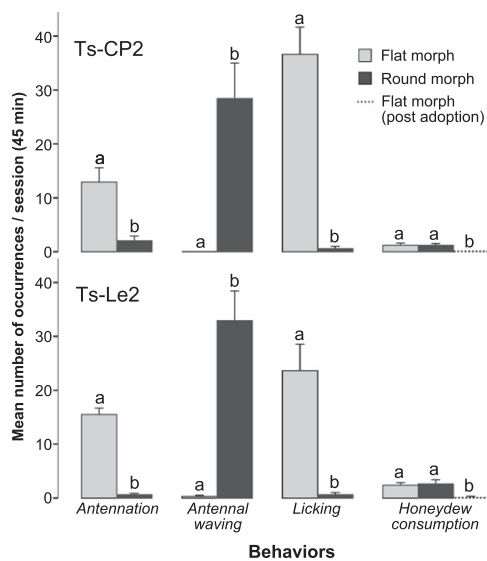 Ts-CP2
Flat morph
Round morph
Flat morph
(post adoption)
40
30
20
10
0
a
b
a
b
a
b
a
a
b
Ts-Le2
40
30
20
10
0
a
b
a
b
a
b
a
a
b
Mean number of occurrences / session (45 min)
Antennation
Antennal
waving
Licking
Honeydew
consumption
Behaviors